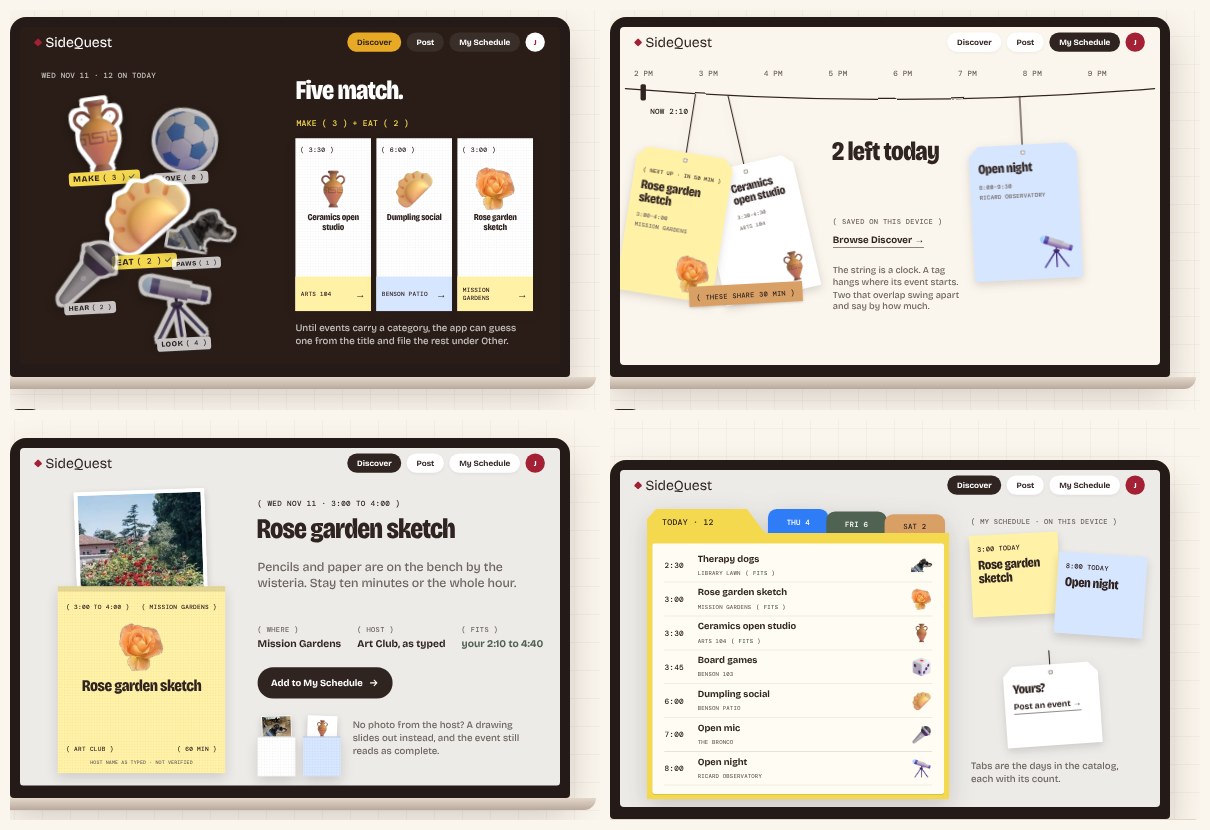 SideQuest
Discover
Post
My Schedule
J
WED NOV 11 · 12 ON TODAY
MAKE ( 3 ) ✓
MOVE ( 0 )
EAT ( 2 ) ✓
PAWS ( 1 )
HEAR ( 2 )
LOOK ( 4 )
Five match.
MAKE ( 3 ) + EAT ( 2 )
( 3:30 )
Ceramics open
studio
ARTS 104 →
( 6:00 )
Dumpling social
BENSON PATIO →
( 3:00 )
Rose garden
sketch
MISSION
GARDENS →
Until events carry a category, the app can guess
one from the title and file the rest under Other.
SideQuest
Discover
Post
My Schedule
J
2 PM
3 PM
4 PM
5 PM
6 PM
7 PM
8 PM
9 PM
NOW 2:10
( NEXT UP · IN 50 MIN )
Rose garden
sketch
3:00–4:00
MISSION GARDENS
Ceramics
open studio
3:30–4:30
ARTS 104
( THESE SHARE 30 MIN )
2 left today
( SAVED ON THIS DEVICE )
Browse Discover →
The string is a clock. A tag
hangs where its event starts.
Two that overlap swing apart
and say by how much.
Open night
8:00–9:30
RICARD OBSERVATORY
SideQuest
Discover
Post
My Schedule
J
( 3:00 TO 4:00 )
( MISSION GARDENS )
Rose garden sketch
( ART CLUB )
( 60 MIN )
HOST NAME AS TYPED · NOT VERIFIED
( WED NOV 11 · 3:00 TO 4:00 )
Rose garden sketch
Pencils and paper are on the bench by the
wisteria. Stay ten minutes or the whole hour.
( WHERE )
Mission Gardens
( HOST )
Art Club, as typed
( FITS )
your 2:10 to 4:40
Add to My Schedule →
No photo from the host? A drawing
slides out instead, and the event still
reads as complete.
SideQuest
Discover
Post
My Schedule
J
TODAY · 12
THU 4
FRI 6
SAT 2
2:30
Therapy dogs
LIBRARY LAWN ( FITS )
3:00
Rose garden sketch
MISSION GARDENS ( FITS )
3:30
Ceramics open studio
ARTS 104 ( FITS )
3:45
Board games
BENSON 103
6:00
Dumpling social
BENSON PATIO
7:00
Open mic
THE BRONCO
8:00
Open night
RICARD OBSERVATORY
( MY SCHEDULE · ON THIS DEVICE )
3:00 TODAY
Rose garden
sketch
8:00 TODAY
Open night
Yours?
Post an event →
Tabs are the days in the catalog,
each with its count.